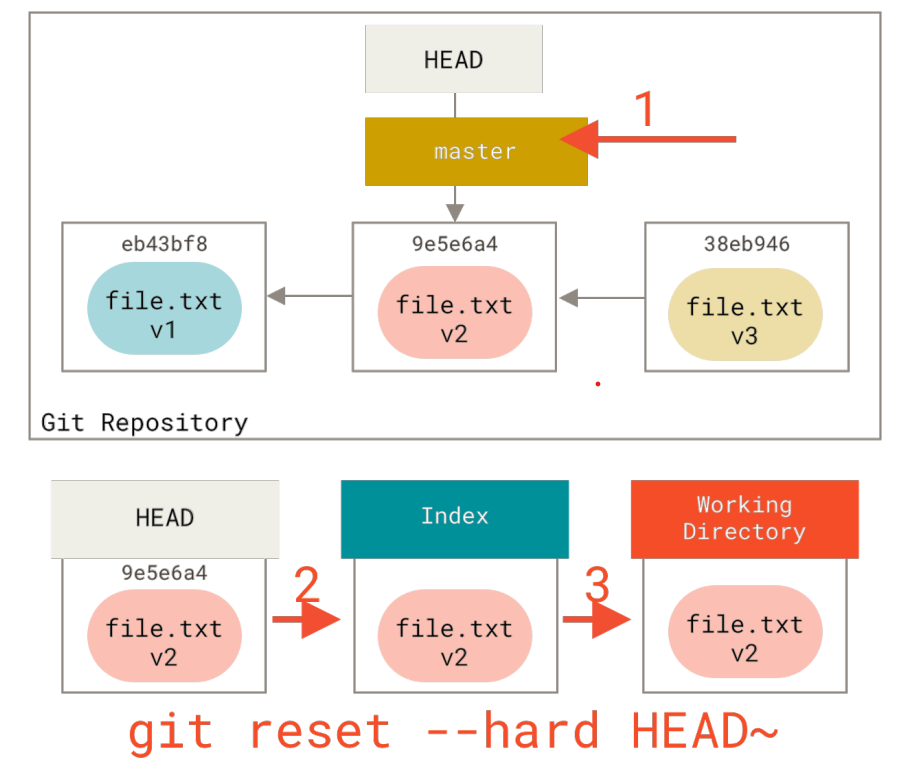 HEAD
1
master
eb43bf8
9e5e6a4
38eb946
file.txt
v1
file.txt
v2
file.txt
v3
Git Repository
HEAD
Index
Working
Directory
9e5e6a4
2
3
file.txt
v2
file.txt
v2
file.txt
v2
git reset --hard HEAD~